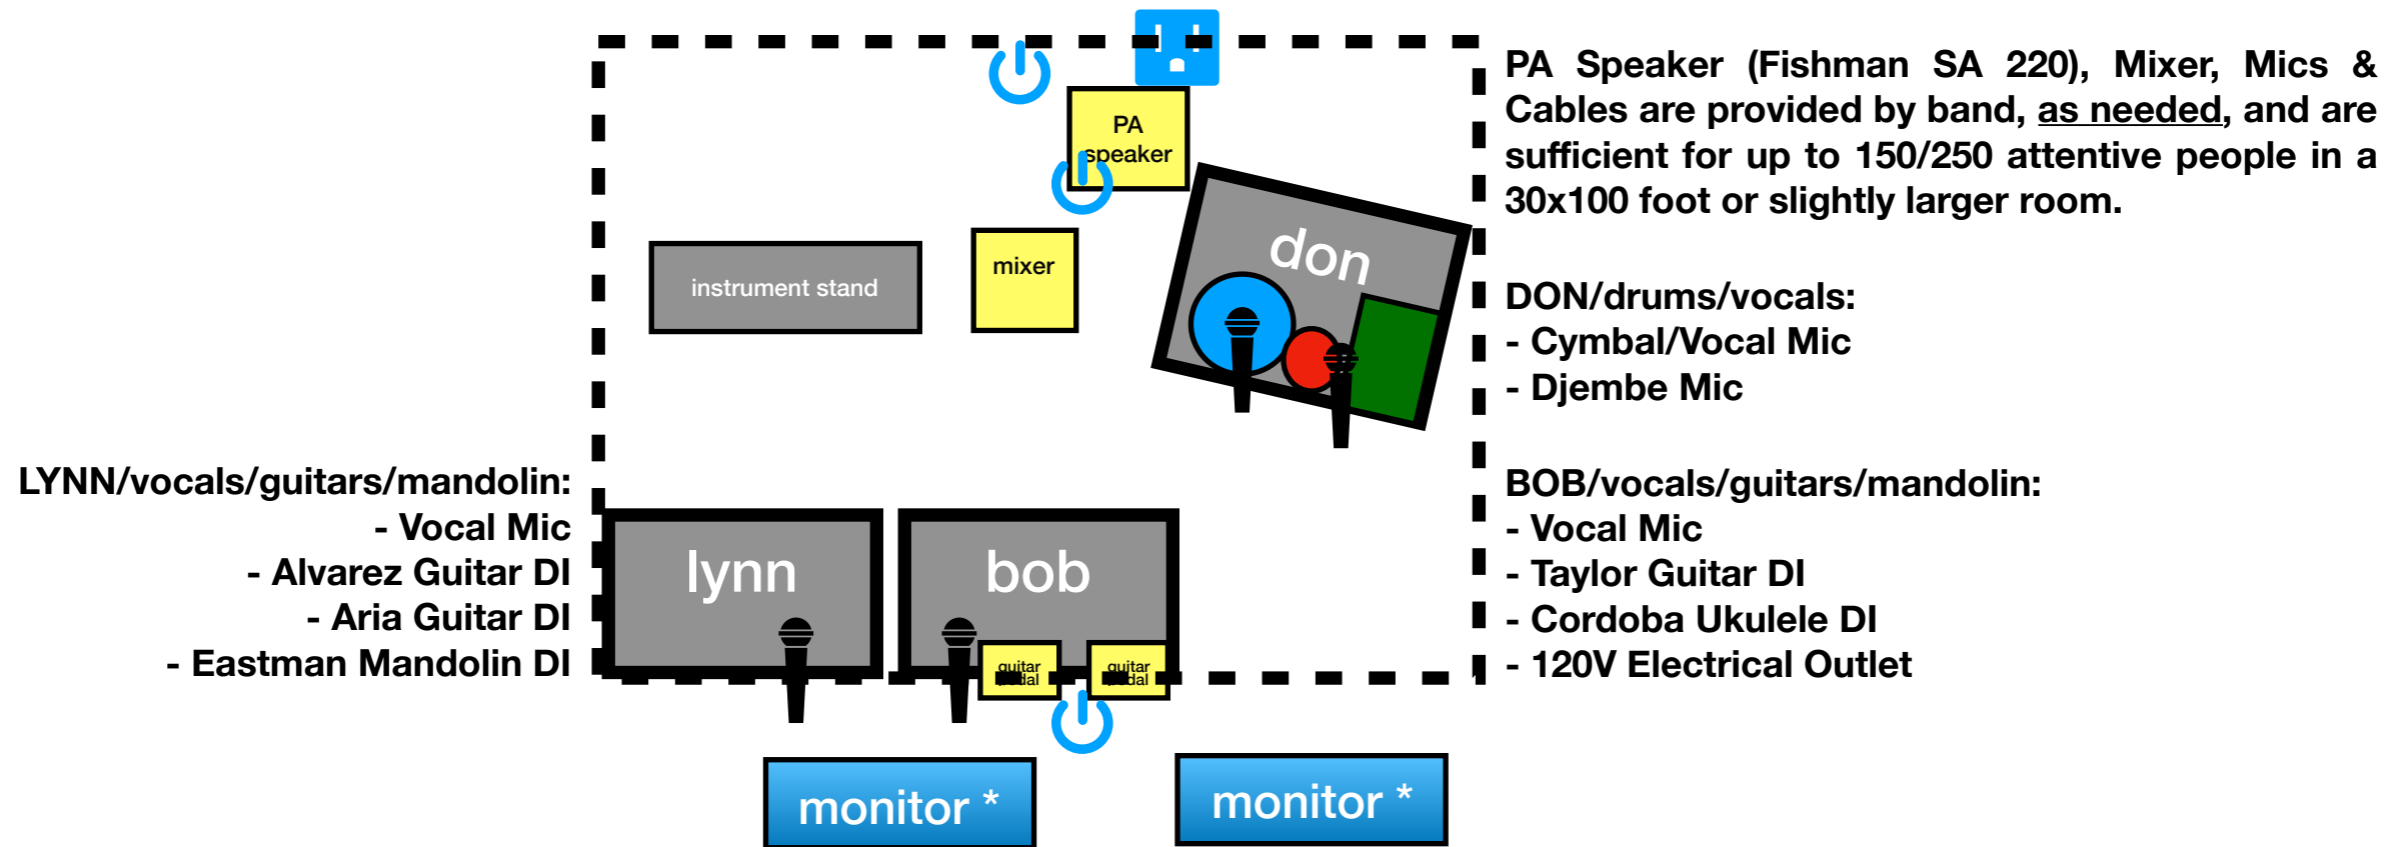 PA Speaker (Fishman SA 220), Mixer, Mics &
Cables are provided by band, as needed, and are
sufficient for up to 150/250 attentive people in a
30x100 foot or slightly larger room.
PA
speaker
mixer
instrument stand
don
DON/drums/vocals:
- Cymbal/Vocal Mic
- Djembe Mic
LYNN/vocals/guitars/mandolin:
- Vocal Mic
- Alvarez Guitar DI
- Aria Guitar DI
- Eastman Mandolin DI
lynn
bob
guitar
pedal
guitar
pedal
BOB/vocals/guitars/mandolin:
- Vocal Mic
- Taylor Guitar DI
- Cordoba Ukulele DI
- 120V Electrical Outlet
monitor *
monitor *